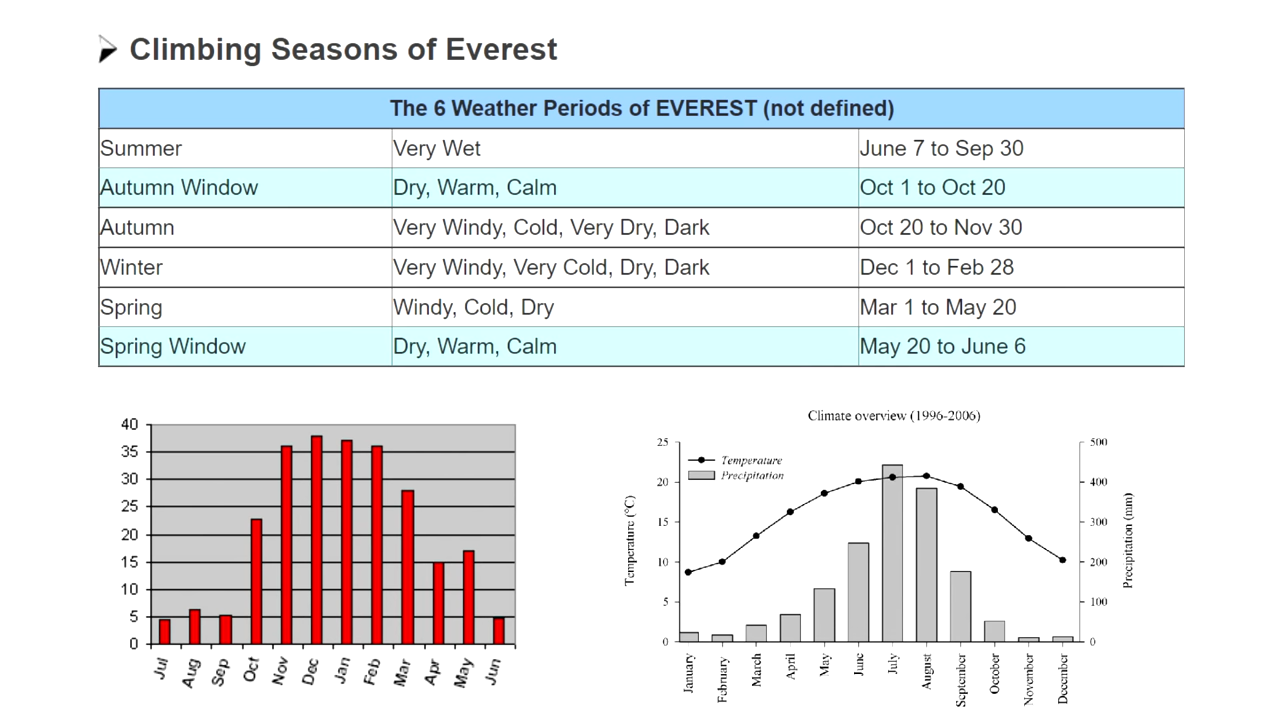 Climbing Seasons of Everest
The 6 Weather Periods of EVEREST (not defined)
Summer Very Wet June 7 to Sep 30
Autumn Window Dry, Warm, Calm Oct 1 to Oct 20
Autumn Very Windy, Cold, Very Dry, Dark Oct 20 to Nov 30
Winter Very Windy, Very Cold, Dry, Dark Dec 1 to Feb 28
Spring Windy, Cold, Dry Mar 1 to May 20
Spring Window Dry, Warm, Calm May 20 to June 6
40
35
30
25
20
15
10
5
0
Jul Aug Sep Oct Nov Dec Jan Feb Mar Apr May Jun
Climate overview (1996-2006)
Temperature
Precipitation
Temperature (°C)
25
20
15
10
5
0
500
400
300
200
100
0
Precipitation (mm)
January February March April May June July August September October November December